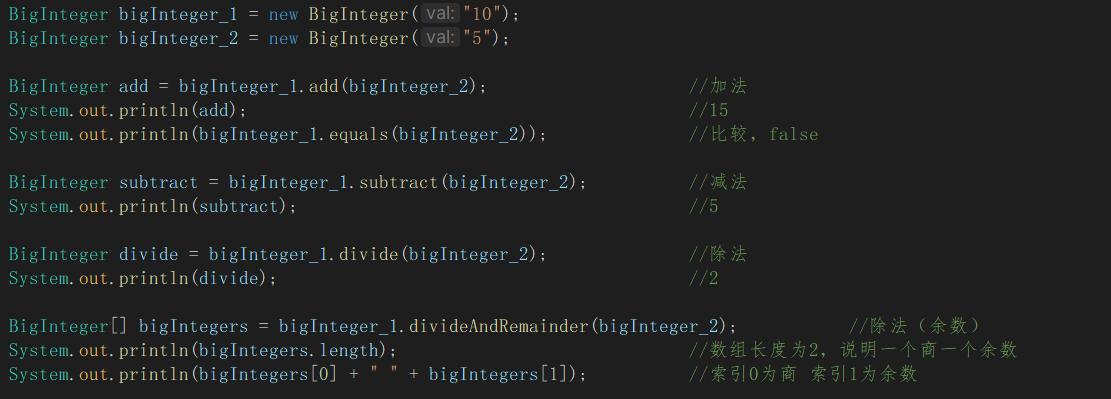 BigInteger bigInteger_1 = new BigInteger( val: "10");
BigInteger bigInteger_2 = new BigInteger( val: "5");
BigInteger add = bigInteger_1.add(bigInteger_2); //加法
System.out.println(add); //15
System.out.println(bigInteger_1.equals(bigInteger_2)); //比较，false
BigInteger subtract = bigInteger_1.subtract(bigInteger_2); //减法
System.out.println(subtract); //5
BigInteger divide = bigInteger_1.divide(bigInteger_2); //除法
System.out.println(divide); //2
BigInteger[] bigIntegers = bigInteger_1.divideAndRemainder(bigInteger_2); //除法（余数）
System.out.println(bigIntegers.length); //数组长度为2，说明一个商一个余数
System.out.println(bigIntegers[0] + " " + bigIntegers[1]); //索引0为商 索引1为余数